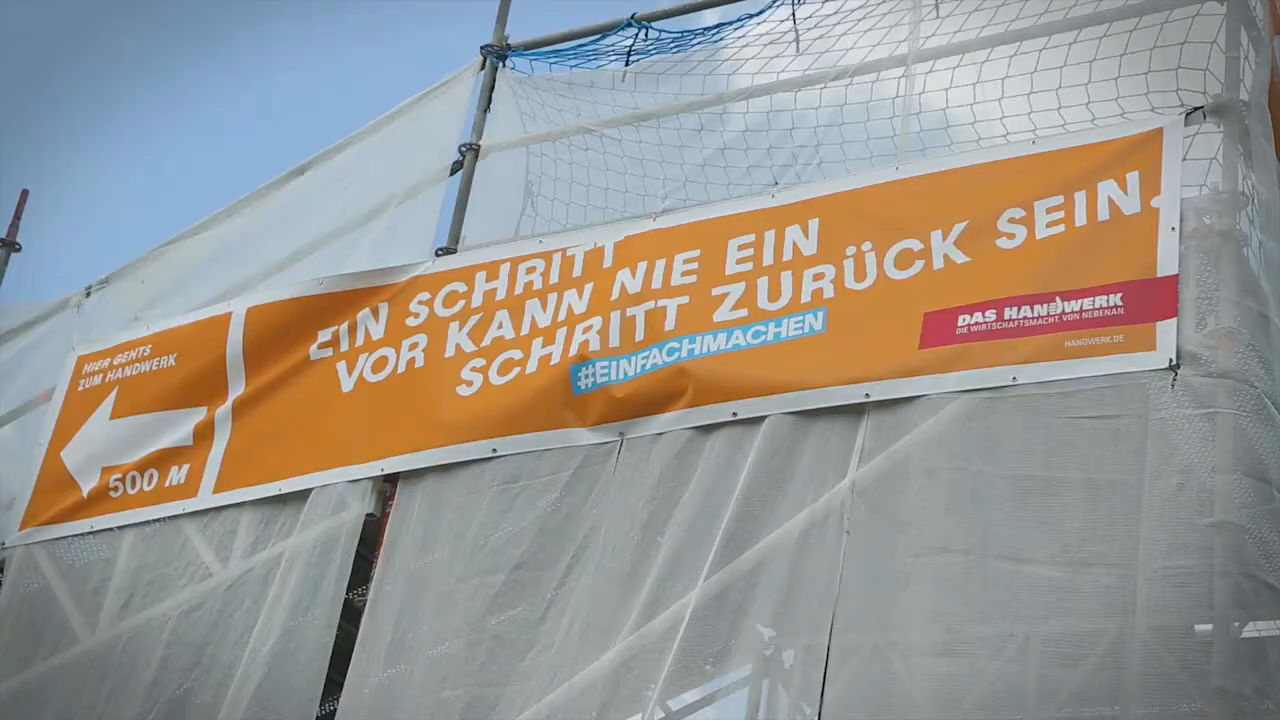 HIER GEHTS
ZUM HANDWERK
500 M
EIN SCHRITT
VOR KANN NIE EIN
SCHRITT ZURÜCK SEIN.
#EINFACHMACHEN
DAS HANDWERK
DIE WIRTSCHAFTSMACHT. VON NEBENAN.
HANDWERK.DE